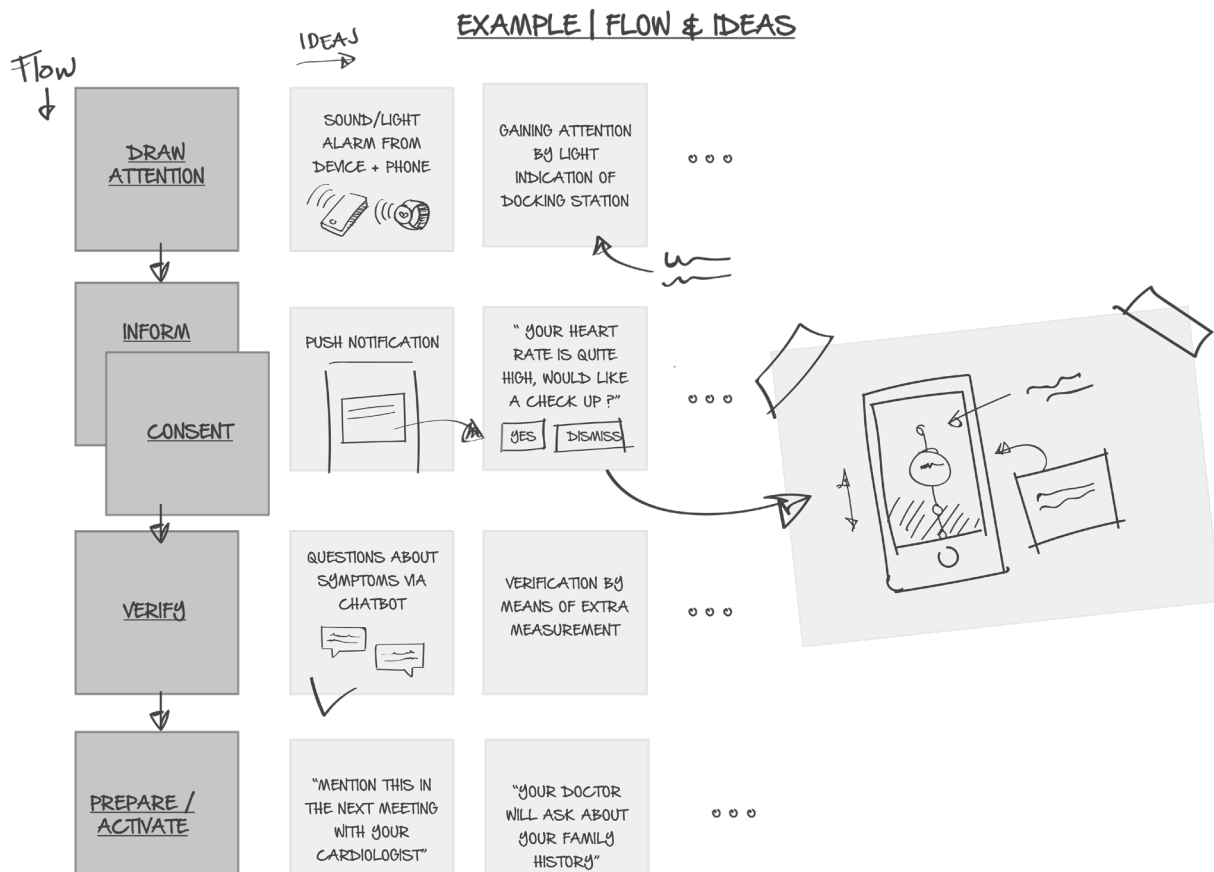 EXAMPLE | FLOW & IDEAS
Flow
IDEAS
DRAW
ATTENTION
SOUND/LIGHT
ALARM FROM
DEVICE + PHONE
GAINING ATTENTION
BY LIGHT
INDICATION OF
DOCKING STATION
INFORM
CONSENT
PUSH NOTIFICATION
" YOUR HEART
RATE IS QUITE
HIGH, WOULD LIKE
A CHECK UP ?"
YES
DISMISS
VERIFY
QUESTIONS ABOUT
SYMPTOMS VIA
CHATBOT
VERIFICATION BY
MEANS OF EXTRA
MEASUREMENT
PREPARE /
ACTIVATE
"MENTION THIS IN
THE NEXT MEETING
WITH YOUR
CARDIOLOGIST"
"YOUR DOCTOR
WILL ASK ABOUT
YOUR FAMILY
HISTORY"